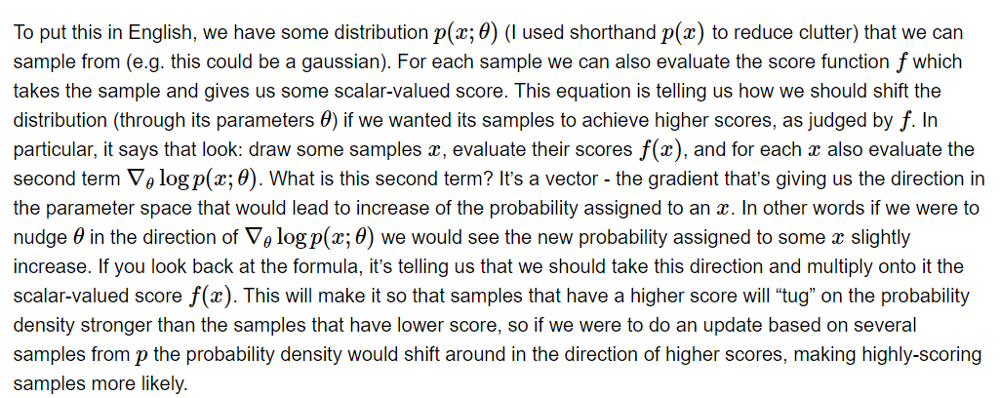 To put this in English, we have some distribution p(x; θ) (I used shorthand p(x) to reduce clutter) that we can
sample from (e.g. this could be a gaussian). For each sample we can also evaluate the score function f which
takes the sample and gives us some scalar-valued score. This equation is telling us how we should shift the
distribution (through its parameters θ) if we wanted its samples to achieve higher scores, as judged by f. In
particular, it says that look: draw some samples x, evaluate their scores f(x), and for each x also evaluate the
second term ∇θ log p(x; θ). What is this second term? It’s a vector - the gradient that’s giving us the direction in
the parameter space that would lead to increase of the probability assigned to an x. In other words if we were to
nudge θ in the direction of ∇θ log p(x; θ) we would see the new probability assigned to some x slightly
increase. If you look back at the formula, it’s telling us that we should take this direction and multiply onto it the
scalar-valued score f(x). This will make it so that samples that have a higher score will “tug” on the probability
density stronger than the samples that have lower score, so if we were to do an update based on several
samples from p the probability density would shift around in the direction of higher scores, making highly-scoring
samples more likely.